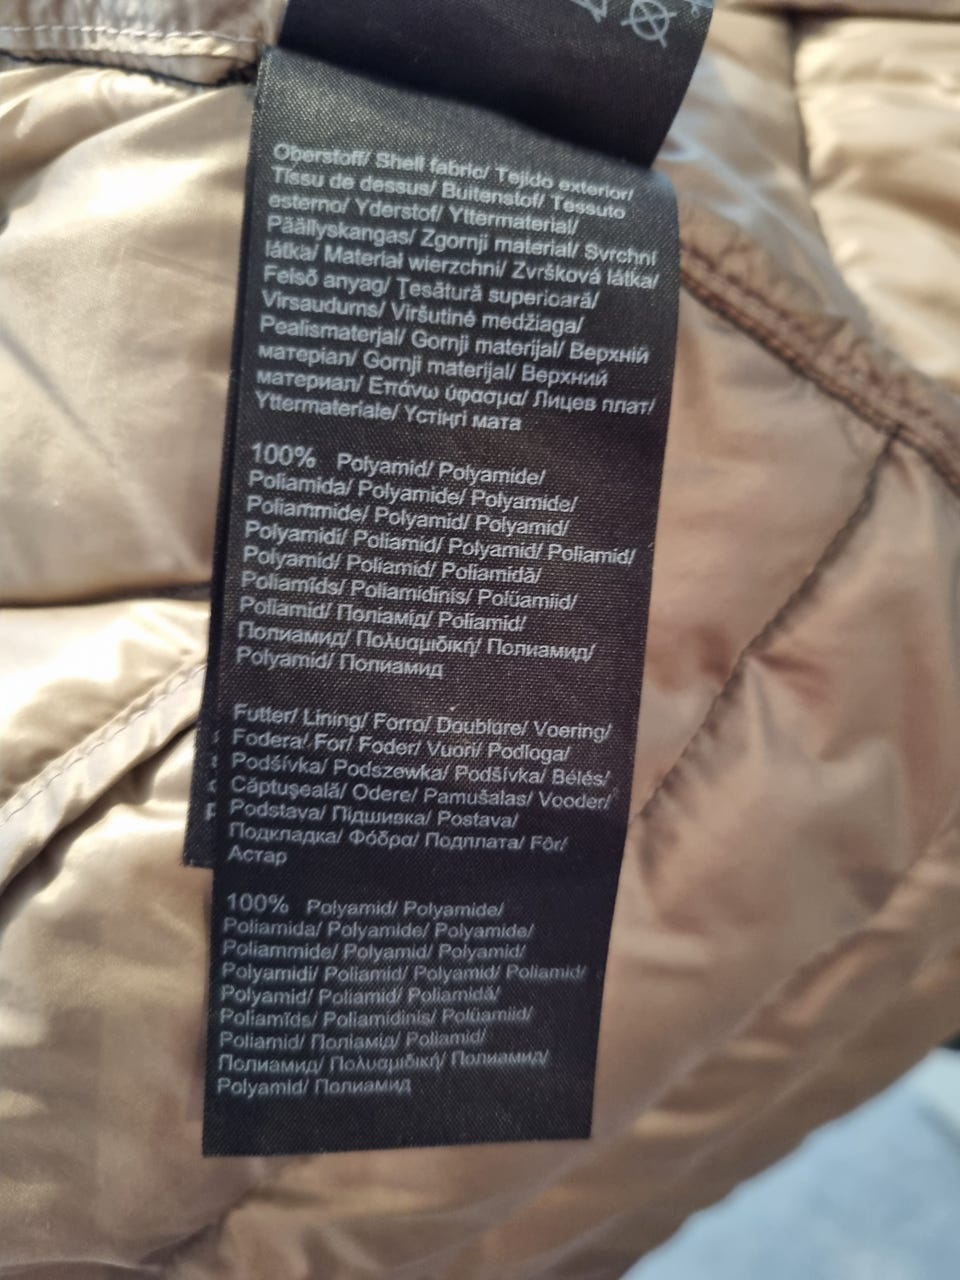 Oberstoff/ Shell fabric/ Tejido exterior/
Tissu de dessus/ Buitenstof/ Tessuto
esterno/ Yderstof/ Yttermaterial/
Päällyskangas/ Zgornji material/ Svrchní
látka/ Materiał wierzchni/ Zvršková látka/
Felső anyag/ Ţesătură superioară/
Virsaudums/ Viršutinė medžiaga/
Pealismaterjal/ Gornji materijal/ Верхній
матеріал/ Gornji materijal/ Верхний
материал/ Επάνω ύφασμα/ Лицев плат/
Yttermateriale/ Үстіңгі мата
100% Polyamid/ Polyamide/
Poliamida/ Polyamide/ Polyamide/
Poliammide/ Polyamid/ Polyamid/
Polyamidi/ Poliamid/ Polyamid/ Poliamid/
Polyamid/ Poliamid/ Poliamidă/
Poliamīds/ Poliamidinis/ Polüamiid/
Poliamid/ Поліамід/ Poliamid/
Полиамид/ Πολυαμιδική/ Полиамид/
Polyamid/ Полиамид
Futter/ Lining/ Forro/ Doublure/ Voering/
Fodera/ For/ Foder/ Vuori/ Podloga/
Podšívka/ Podszewka/ Podšívka/ Bélés/
Căptuşeală/ Odere/ Pamušalas/ Vooder/
Podstava/ Підшивка/ Postava/
Подкладка/ Φόδρα/ Подплата/ Fôr/
Астар
100% Polyamid/ Polyamide/
Poliamida/ Polyamide/ Polyamide/
Poliammide/ Polyamid/ Polyamid/
Polyamidi/ Poliamid/ Polyamid/ Poliamid/
Polyamid/ Poliamid/ Poliamidă/
Poliamīds/ Poliamidinis/ Polüamiid/
Poliamid/ Поліамід/ Poliamid/
Полиамид/ Πολυαμιδική/ Полиамид/
Polyamid/ Полиамид